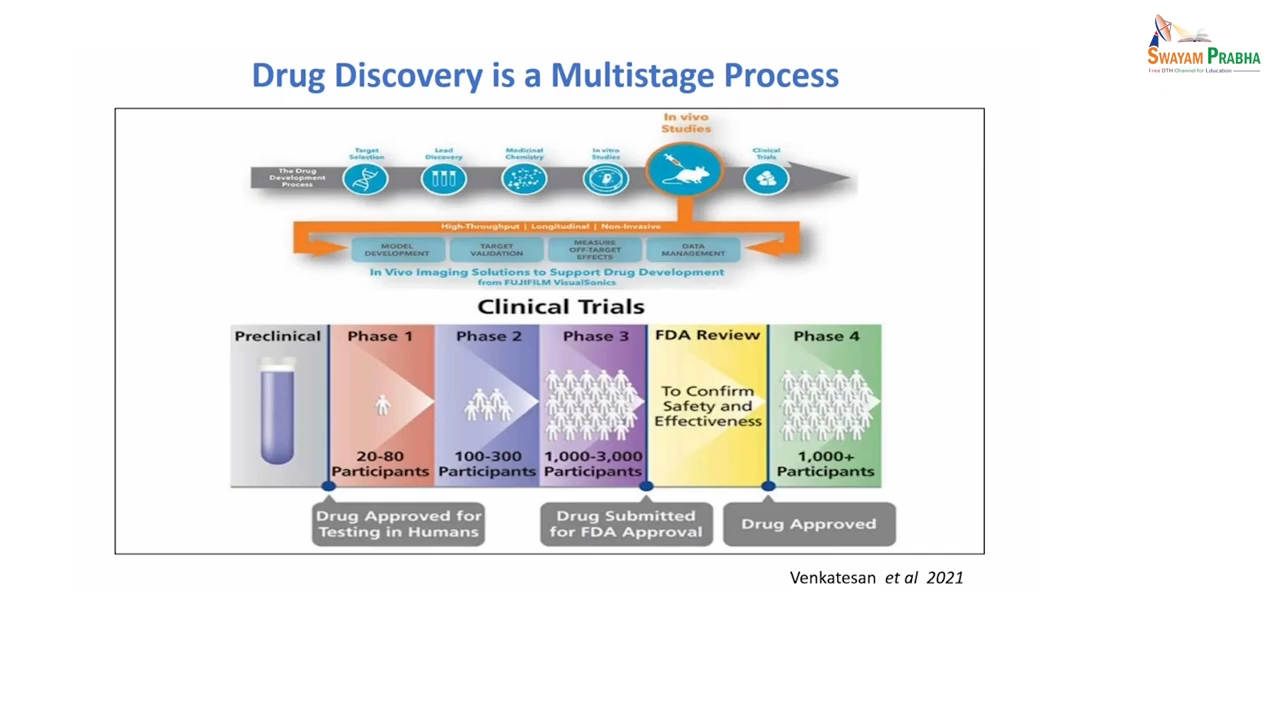 SWAYAM PRABHA
Free DTH Channel for Education
Drug Discovery is a Multistage Process
In vivo
Studies
Target
Selection
Lead
Discovery
Medicinal
Chemistry
In vitro
Studies
Clinical
Trials
The Drug
Development
Process
High-Throughput | Longitudinal | Non-Invasive
MODEL
DEVELOPMENT
TARGET
VALIDATION
MEASURE
OFF-TARGET
EFFECTS
DATA
MANAGEMENT
In Vivo Imaging Solutions to Support Drug Development
from FUJIFILM VisualSonics
Clinical Trials
Preclinical
Phase 1
20-80
Participants
Phase 2
100-300
Participants
Phase 3
1,000-3,000
Participants
FDA Review
To Confirm
Safety and
Effectiveness
Phase 4
1,000+
Participants
Drug Approved for
Testing in Humans
Drug Submitted
for FDA Approval
Drug Approved
Venkatesan et al 2021